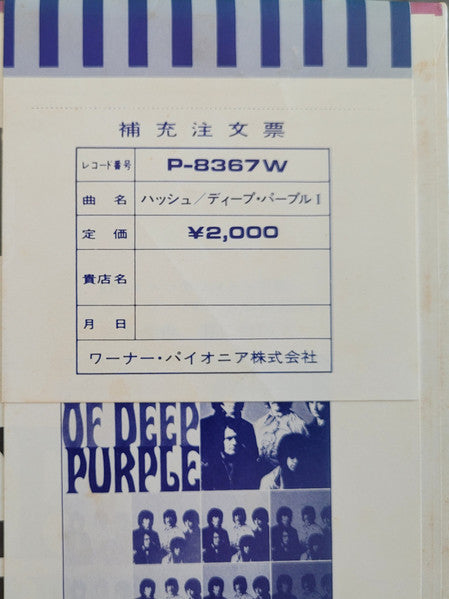 補充注文票
レコード番号 P-8367W
曲名 ハッシュ/ディープ・パープルI
定価 ¥2,000
貴店名
月日
ワーナー・パイオニア株式会社
OF DEEP
PURPLE